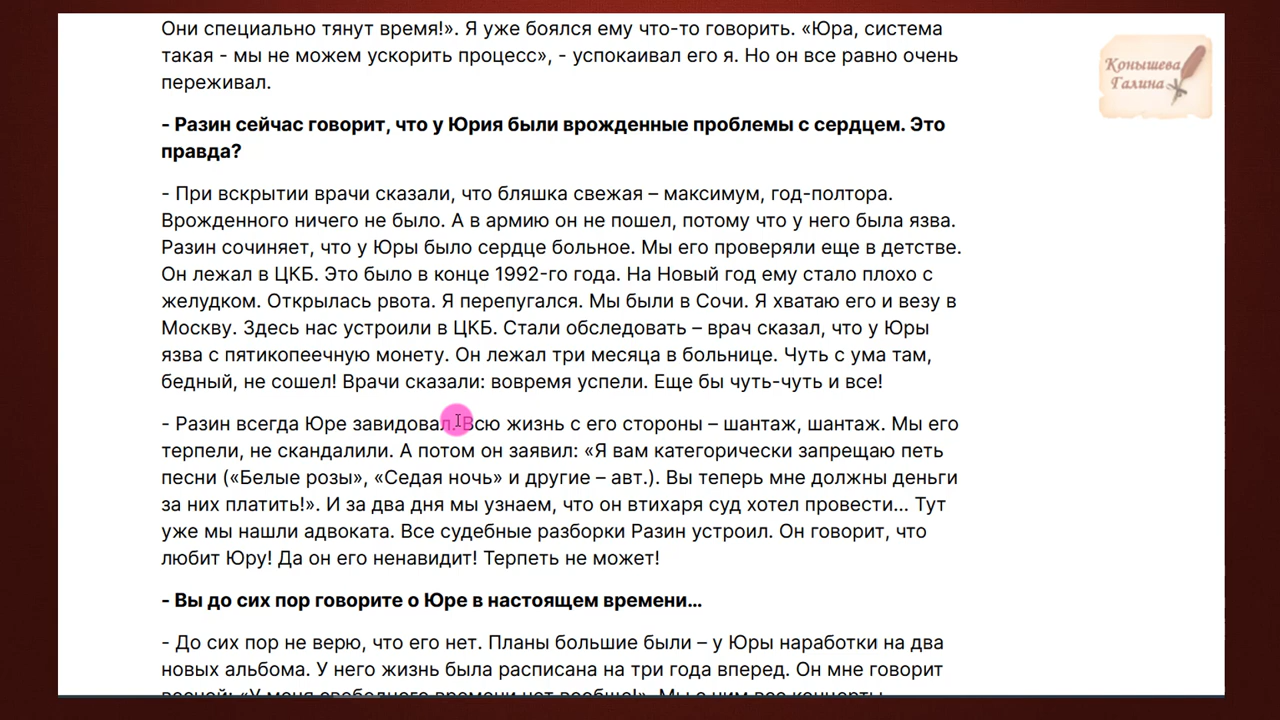 Они специально тянут время!». Я уже боялся ему что-то говорить. «Юра, система
такая - мы не можем ускорить процесс», - успокаивал его я. Но он все равно очень
переживал.
Конышева
Галина
- Разин сейчас говорит, что у Юрия были врожденные проблемы с сердцем. Это
правда?
- При вскрытии врачи сказали, что бляшка свежая – максимум, год-полтора.
Врожденного ничего не было. А в армию он не пошел, потому что у него была язва.
Разин сочиняет, что у Юры было сердце больное. Мы его проверяли еще в детстве.
Он лежал в ЦКБ. Это было в конце 1992-го года. На Новый год ему стало плохо с
желудком. Открылась рвота. Я перепугался. Мы были в Сочи. Я хватаю его и везу в
Москву. Здесь нас устроили в ЦКБ. Стали обследовать – врач сказал, что у Юры
язва с пятикопеечную монету. Он лежал три месяца в больнице. Чуть с ума там,
бедный, не сошел! Врачи сказали: вовремя успели. Еще бы чуть-чуть и все!
- Разин всегда Юре завидовал. Всю жизнь с его стороны – шантаж, шантаж. Мы его
терпели, не скандалили. А потом он заявил: «Я вам категорически запрещаю петь
песни («Белые розы», «Седая ночь» и другие – авт.). Вы теперь мне должны деньги
за них платить!». И за два дня мы узнаем, что он втихаря суд хотел провести... Тут
уже мы нашли адвоката. Все судебные разборки Разин устроил. Он говорит, что
любит Юру! Да он его ненавидит! Терпеть не может!
- Вы до сих пор говорите о Юре в настоящем времени...
- До сих пор не верю, что его нет. Планы большие были – у Юры наработки на два
новых альбома. У него жизнь была расписана на три года вперед. Он мне говорит
весной: «У меня свободного времени нет вообще!». Мы с ним все концерты